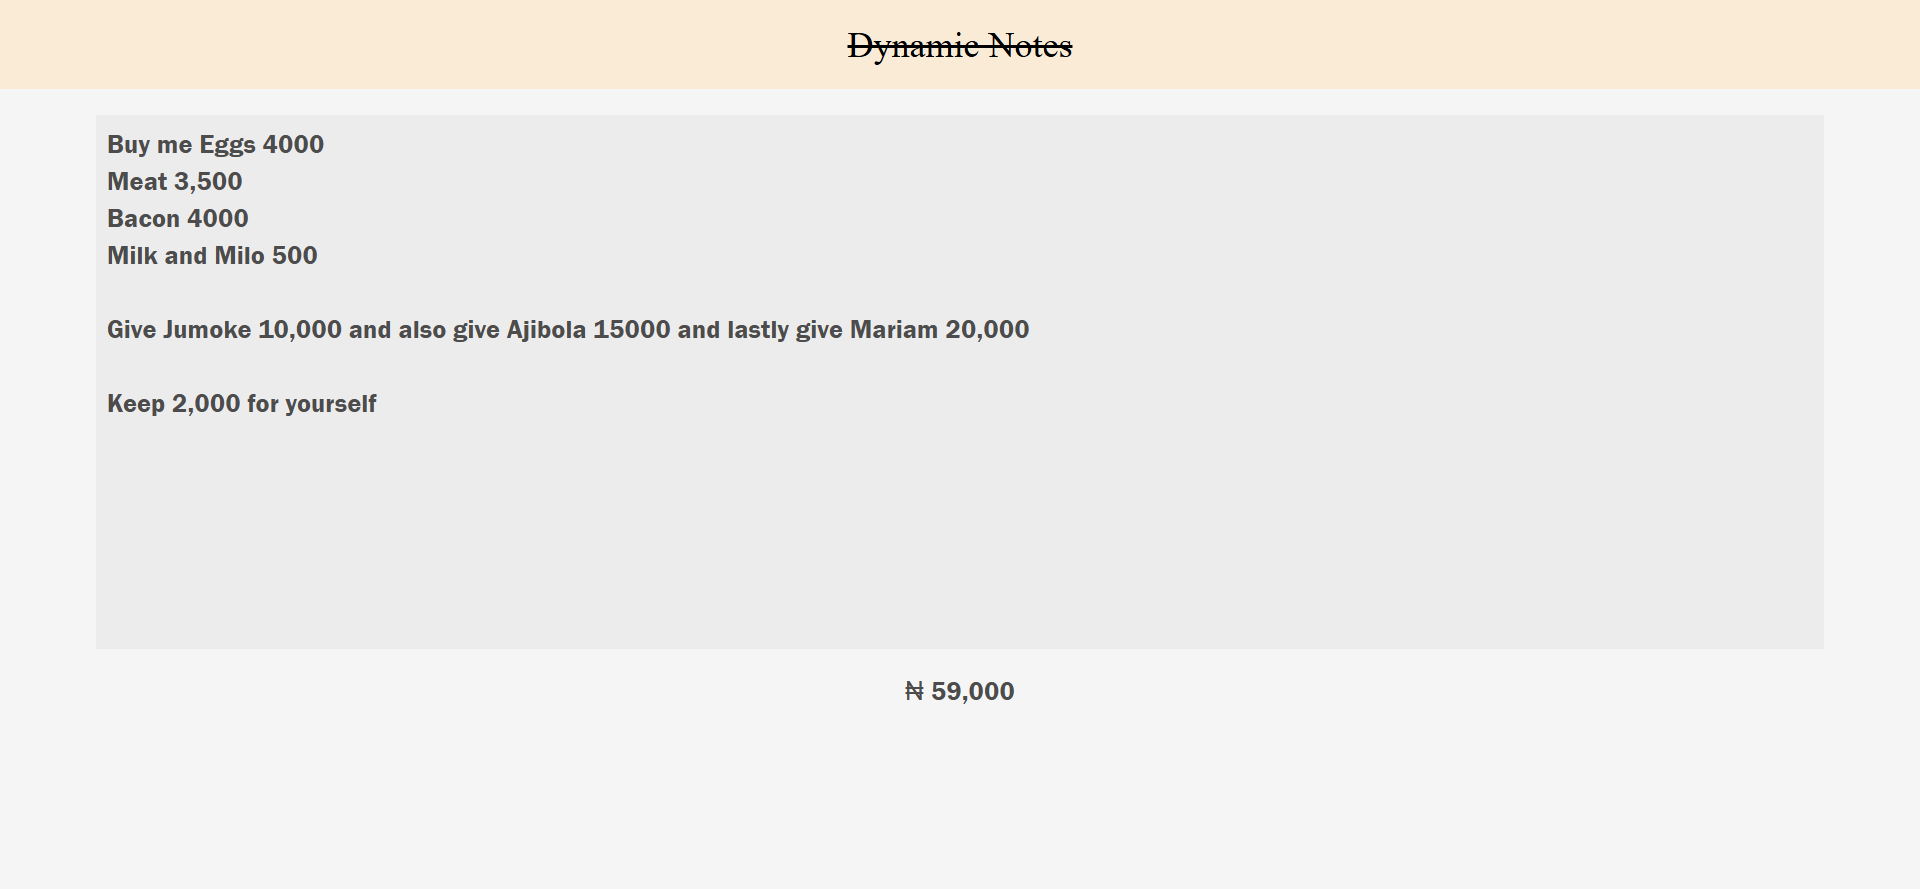 Dynamic Notes
Buy me Eggs 4000
Meat 3,500
Bacon 4000
Milk and Milo 500
Give Jumoke 10,000 and also give Ajibola 15000 and lastly give Mariam 20,000
Keep 2,000 for yourself
₦ 59,000